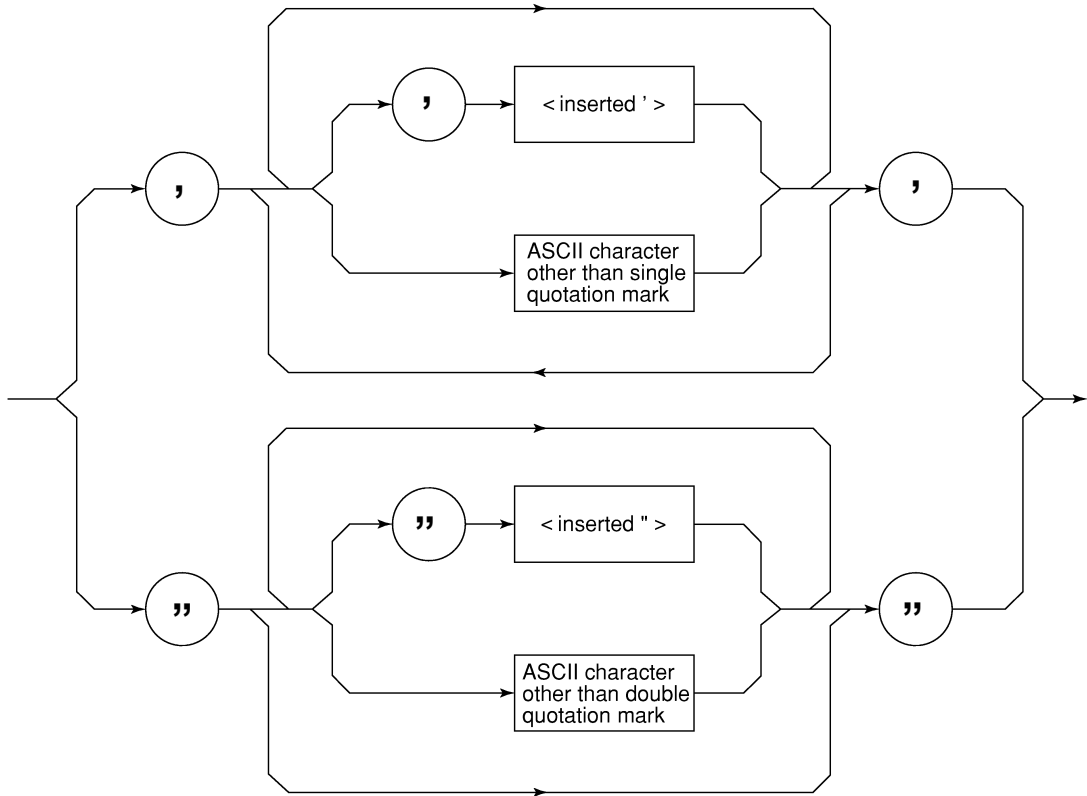 ’
< inserted ' >
’
’
ASCII character
other than single
quotation mark
”
< inserted " >
”
”
ASCII character
other than double
quotation mark